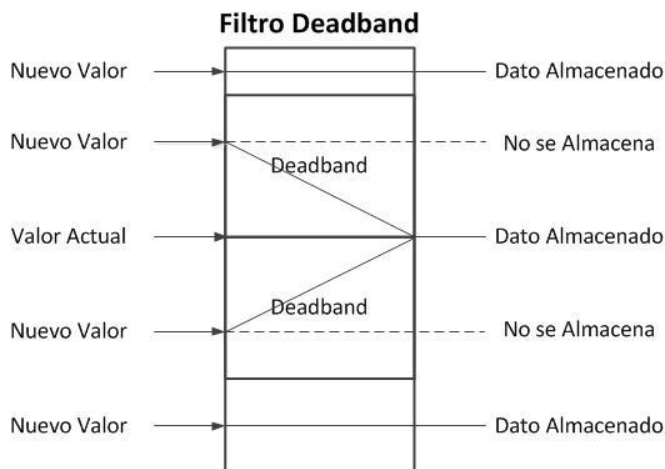 Filtro Deadband
Nuevo Valor Dato Almacenado
Nuevo Valor No se Almacena
Deadband
Valor Actual Dato Almacenado
Deadband
Nuevo Valor No se Almacena
Nuevo Valor Dato Almacenado